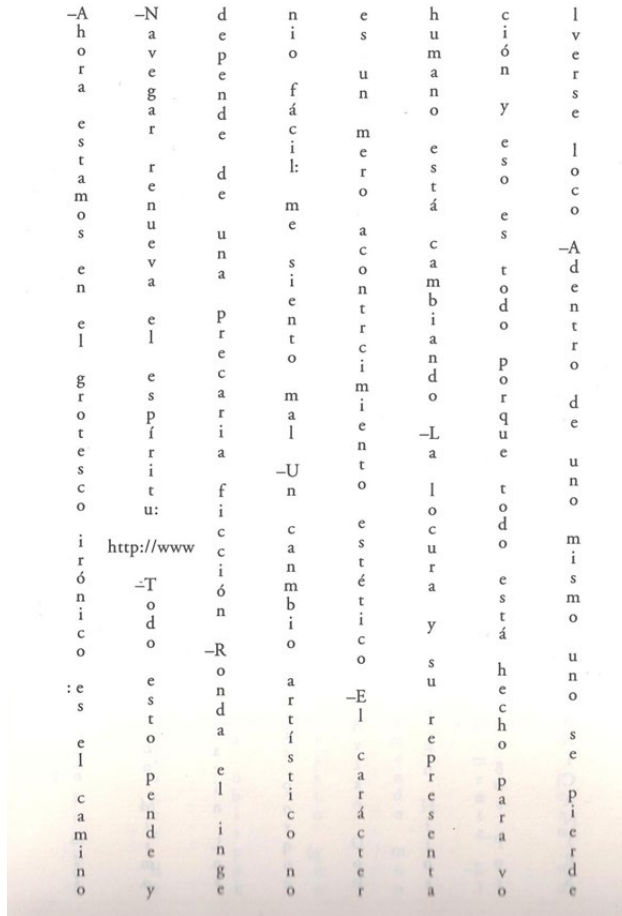 –Ahora estamos en el grotesco irónico :es el camino
–Navegar renueva el espíritu: http://www –Todo esto pende y
depende de una precaria ficción –Ronda el inge
nio fácil: me siento mal –Un canmbio artístico no
es un mero acontrcimiento estético –El carácter
humano está cambiando –La locura y su representa
ción y eso es todo porque todo está hecho para vo
lverse loco –Adentro de uno mismo uno se pierde